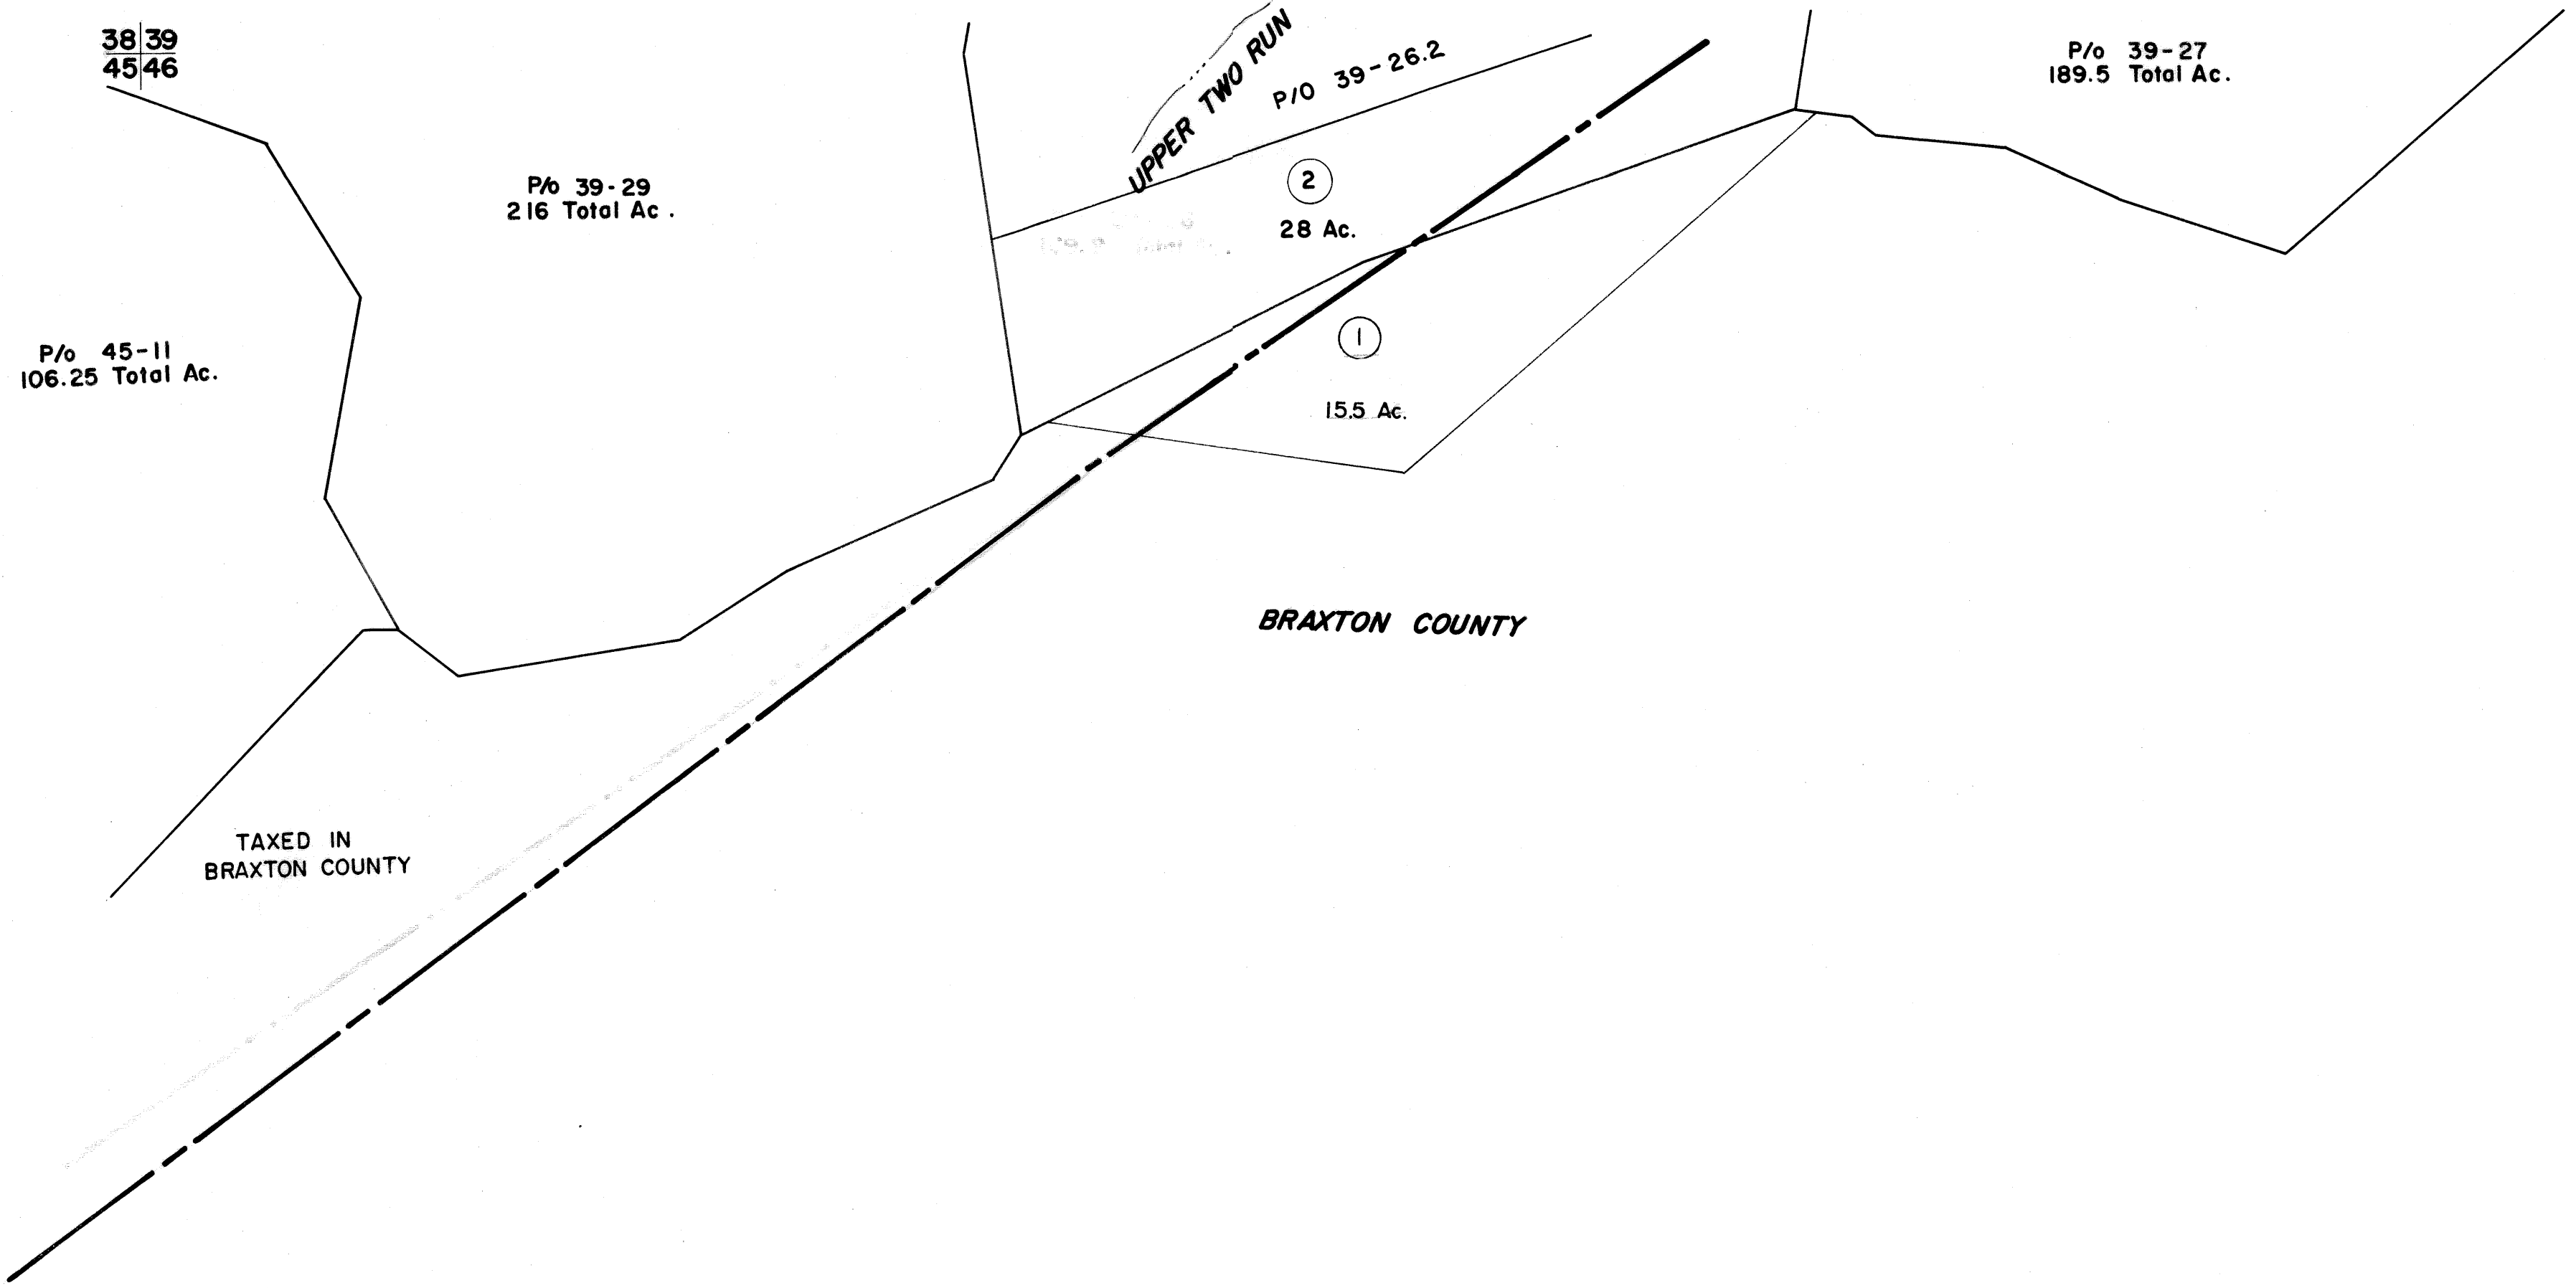 38 39
45 46
P/o 39-29
216 Total Ac.
P/o 45-11
106.25 Total Ac.
UPPER TWO RUN
P/O 39-26.2
2
28 Ac.
1
15.5 Ac.
P/o 39-27
189.5 Total Ac.
BRAXTON COUNTY
TAXED IN
BRAXTON COUNTY